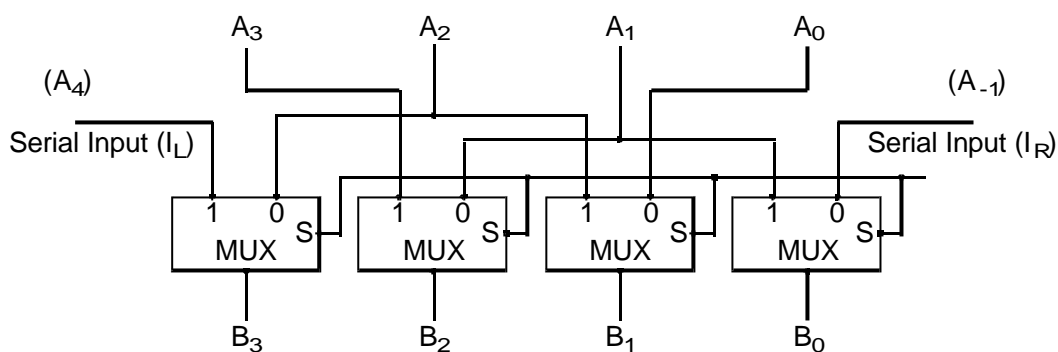 A3 A2 A1 A0
(A4) (A-1)
Serial Input (IL) Serial Input (IR)
1 0 1 0 1 0 1 0
S S S S
MUX MUX MUX MUX
B3 B2 B1 B0